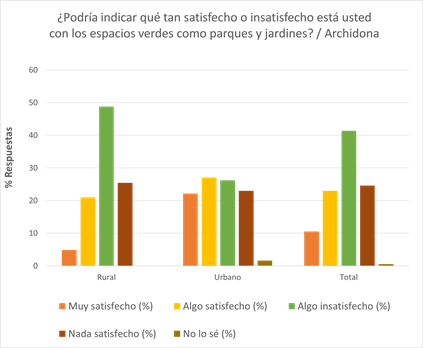 ¿Podría indicar qué tan satisfecho o insatisfecho está usted
con los espacios verdes como parques y jardines? / Archidona
% Respuestas
60
50
40
30
20
10
0
Rural
Urbano
Total
Muy satisfecho (%)
Algo satisfecho (%)
Algo insatisfecho (%)
Nada satisfecho (%)
No lo sé (%)